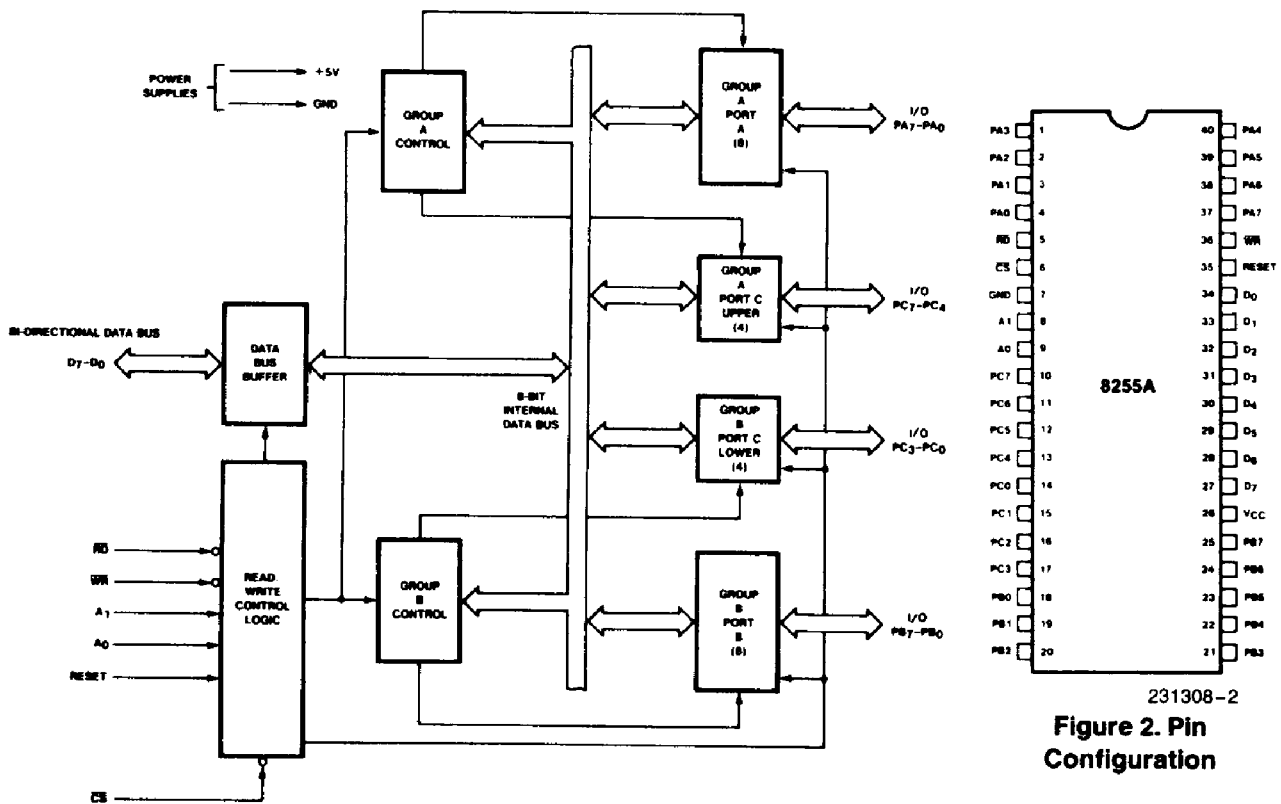 POWER
SUPPLIES
+5V
GND
GROUP
A
CONTROL
GROUP
A
PORT
A
(8)
I/O
PA7-PA0
GROUP
A
PORT C
UPPER
(4)
I/O
PC7-PC4
BI-DIRECTIONAL DATA BUS
D7-D0
DATA
BUS
BUFFER
8-BIT
INTERNAL
DATA BUS
GROUP
B
PORT C
LOWER
(4)
I/O
PC3-PC0
RD
WR
A1
A0
RESET
CS
READ
WRITE
CONTROL
LOGIC
GROUP
B
CONTROL
GROUP
B
PORT
B
(8)
I/O
PB7-PB0
PA3 1 40 PA4
PA2 2 39 PA5
PA1 3 38 PA6
PA0 4 37 PA7
RD 5 36 WR
CS 6 35 RESET
GND 7 34 D0
A1 8 33 D1
A0 9 32 D2
PC7 10 31 D3
PC6 11 30 D4
PC5 12 29 D5
PC4 13 28 D6
PC0 14 27 D7
PC1 15 26 VCC
PC2 16 25 PB7
PC3 17 24 PB6
PB0 18 23 PB5
PB1 19 22 PB4
PB2 20 21 PB3
8255A
231308-2
Figure 2. Pin
Configuration